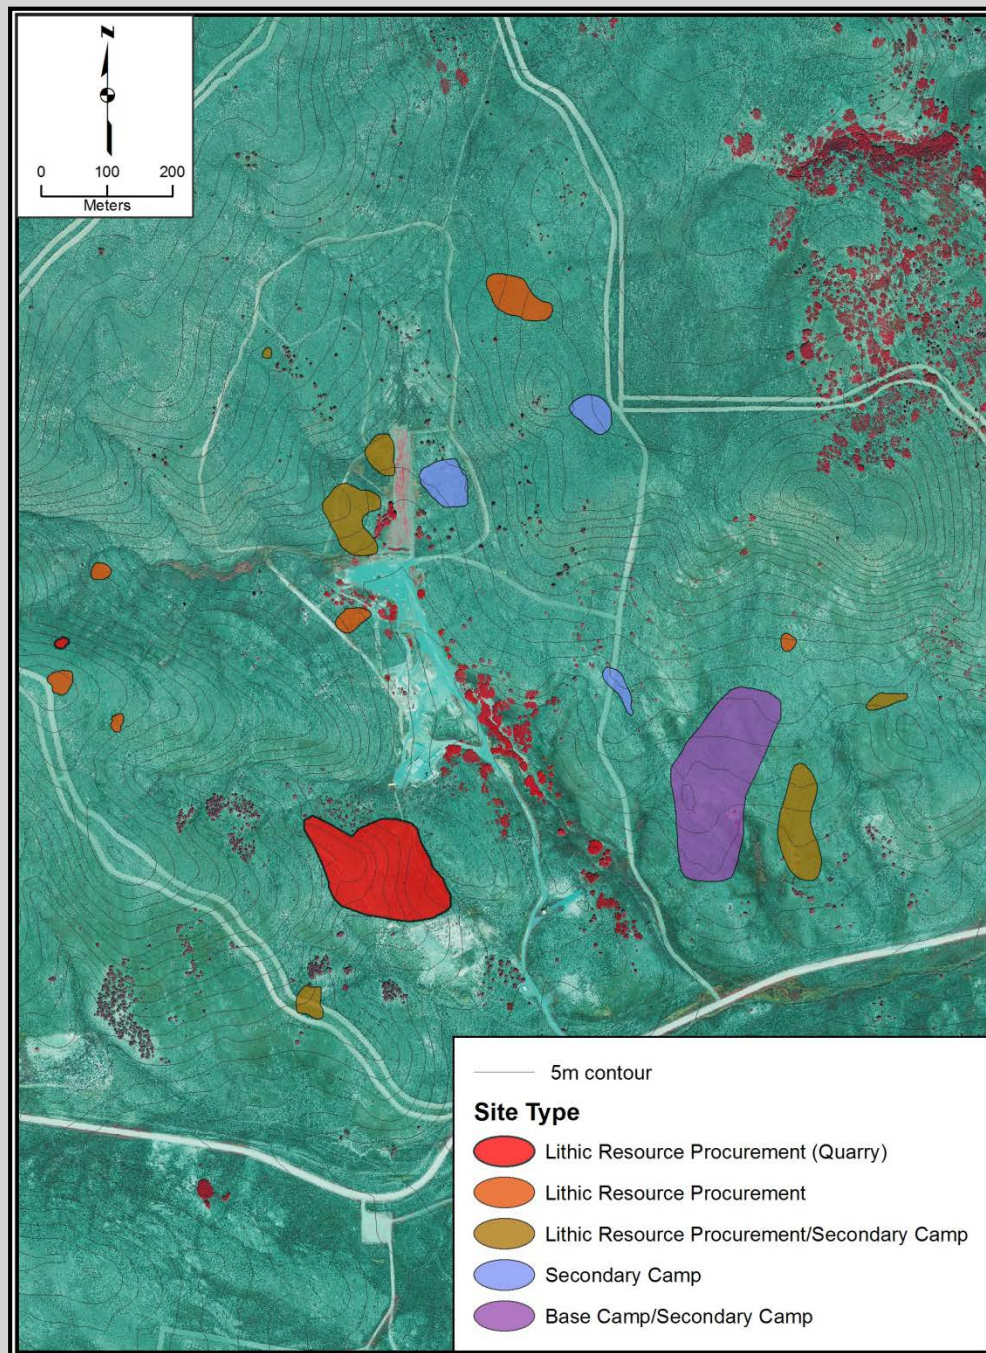 N
0 100 200
Meters
5m contour
Site Type
Lithic Resource Procurement (Quarry)
Lithic Resource Procurement
Lithic Resource Procurement/Secondary Camp
Secondary Camp
Base Camp/Secondary Camp